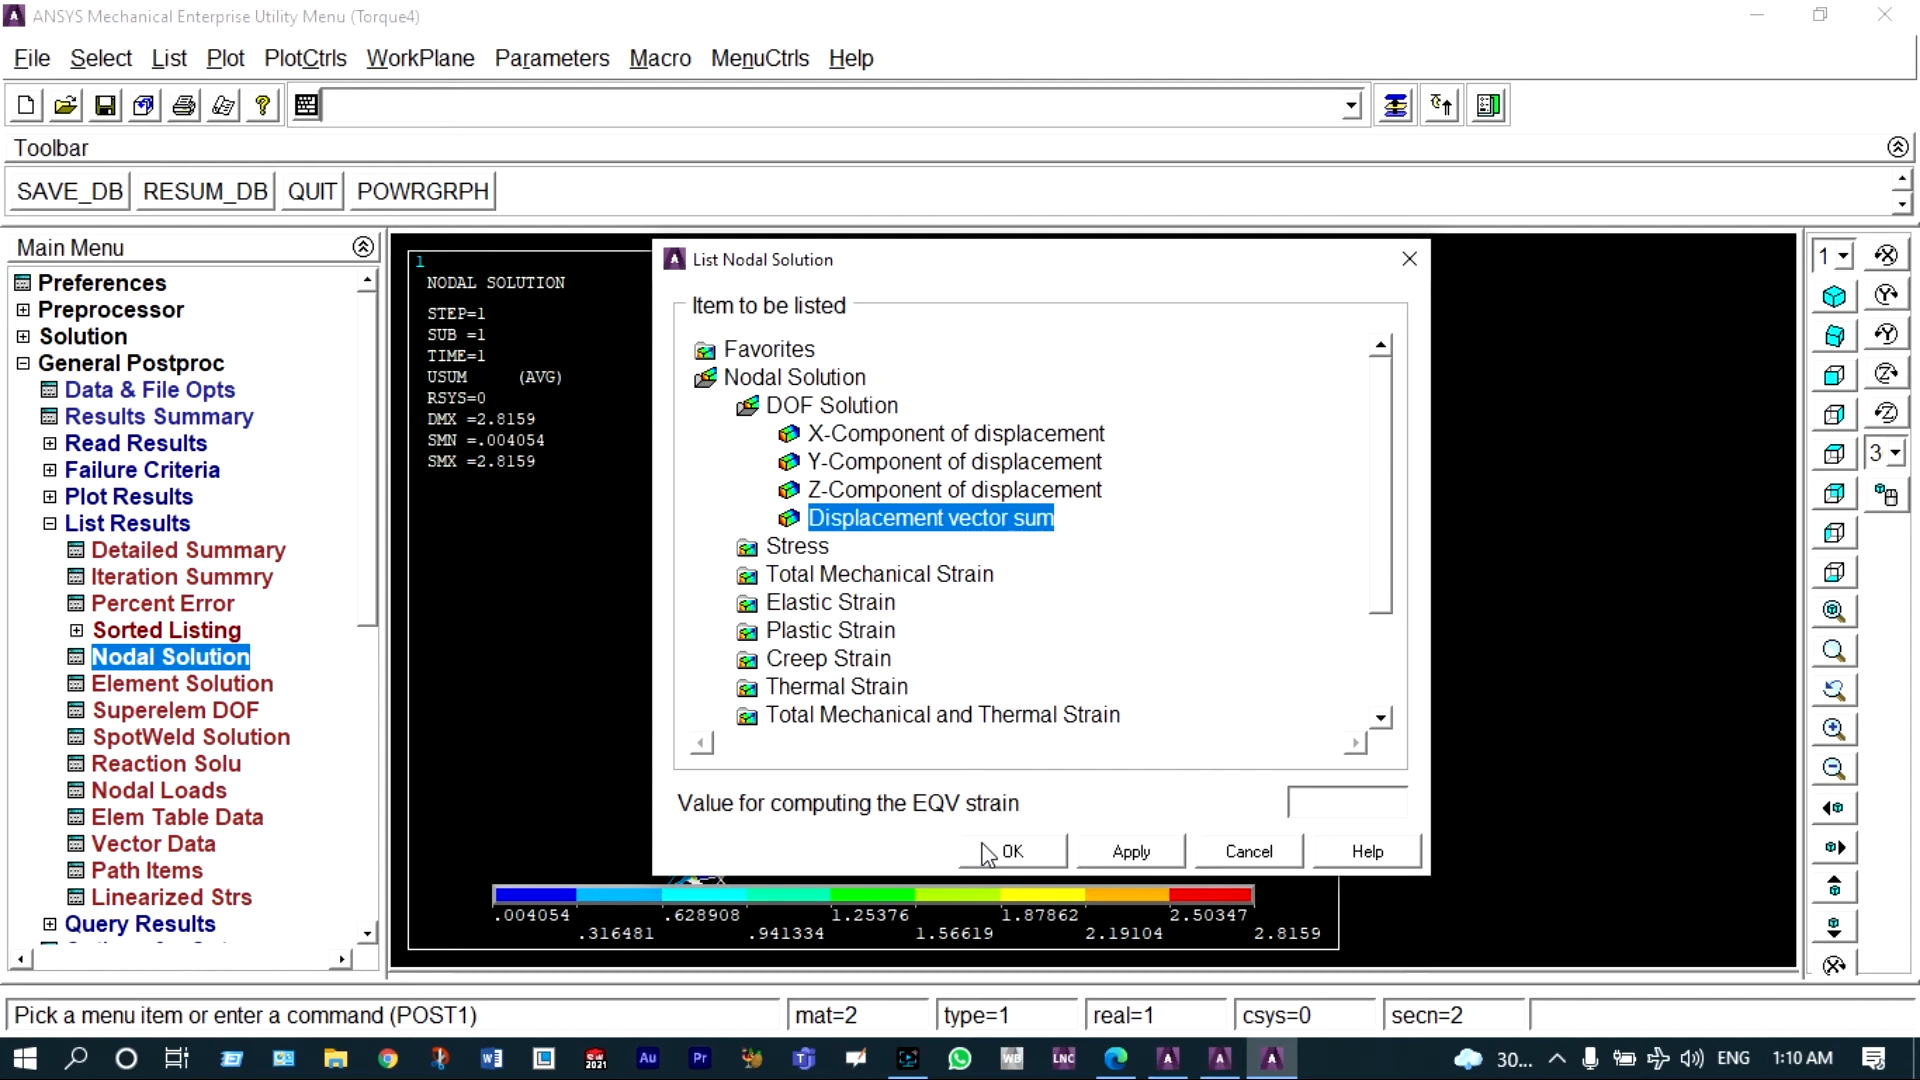 ANSYS Mechanical Enterprise Utility Menu (Torque4)
File Select List Plot PlotCtrls WorkPlane Parameters Macro MenuCtrls Help
Toolbar
SAVE_DB RESUM_DB QUIT POWRGRPH
Main Menu
Preferences
Preprocessor
Solution
General Postproc
Data & File Opts
Results Summary
Read Results
Failure Criteria
Plot Results
List Results
Detailed Summary
Iteration Summry
Percent Error
Sorted Listing
Nodal Solution
Element Solution
Superelem DOF
SpotWeld Solution
Reaction Solu
Nodal Loads
Elem Table Data
Vector Data
Path Items
Linearized Strs
Query Results
1
NODAL SOLUTION
STEP=1
SUB =1
TIME=1
USUM (AVG)
RSYS=0
DMX =2.8159
SMN =.004054
SMX =2.8159
List Nodal Solution
Item to be listed
Favorites
Nodal Solution
DOF Solution
X-Component of displacement
Y-Component of displacement
Z-Component of displacement
Displacement vector sum
Stress
Total Mechanical Strain
Elastic Strain
Plastic Strain
Creep Strain
Thermal Strain
Total Mechanical and Thermal Strain
Value for computing the EQV strain
OK Apply Cancel Help
.004054 .628908 1.25376 1.87862 2.50347
.316481 .941334 1.56619 2.19104 2.8159
1
3
Pick a menu item or enter a command (POST1) mat=2 type=1 real=1 csys=0 secn=2
SW 2021 Au Pr WB LNC 30... ENG 1:10 AM